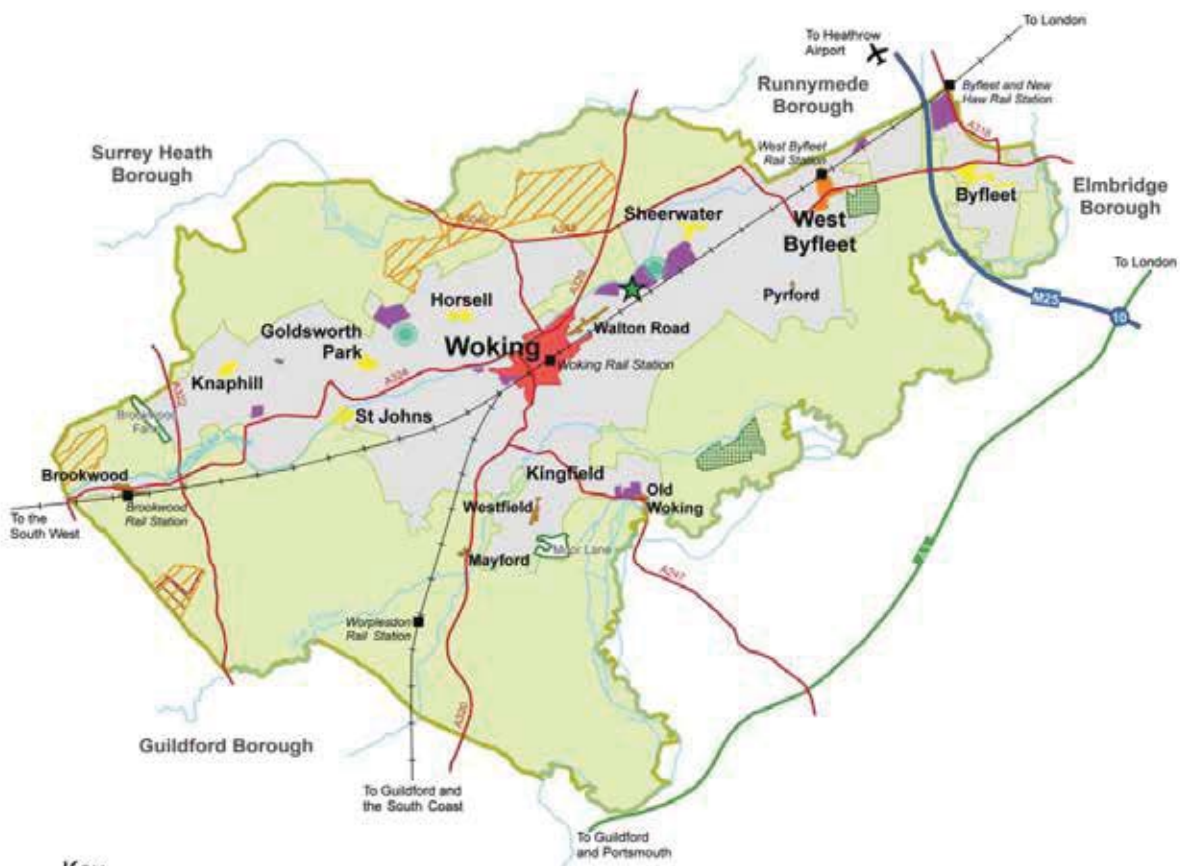 To London
To Heathrow
Airport
Runnymede
Borough
Byfleet and New
Haw Rail Station
A318
Surrey Heath
Borough
West Byfleet
Rail Station
Elmbridge
Borough
Byfleet
Sheerwater
West
Byfleet
A245
To London
M25
10
Pyrford
Horsell
A320
Goldsworth
Park
Walton Road
Woking
Woking Rail Station
Knaphill
A322
A324
St Johns
Brookwood
Farm
Brookwood
Brookwood
Rail Station
To the
South West
Kingfield
Old
Woking
Westfield
Moor Lane
Mayford
A247
Worplesdon
Rail Station
A320
Guildford Borough
To Guildford and
the South Coast
To Guildford
and Portsmouth